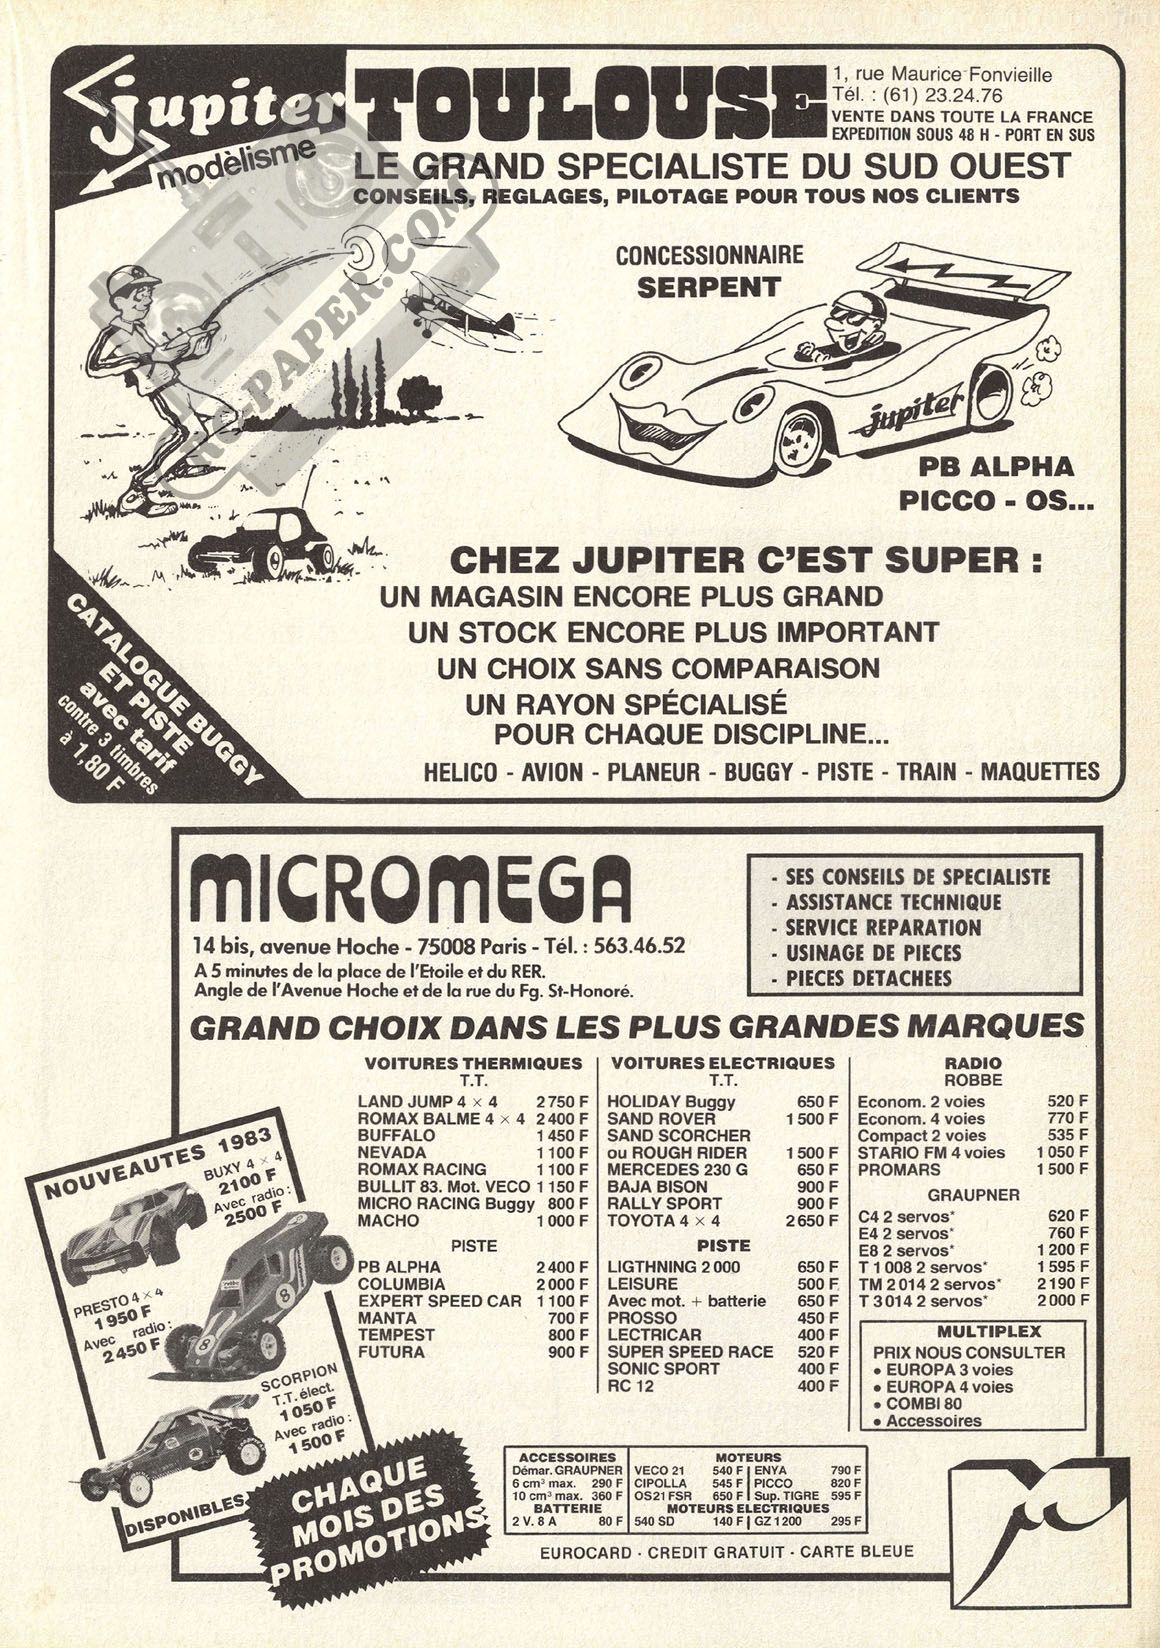 jupiter
modèlisme
TOULOUSE
1, rue Maurice Fonvieille
Tél. : (61) 23.24.76
VENTE DANS TOUTE LA FRANCE
EXPEDITION SOUS 48 H - PORT EN SUS
LE GRAND SPECIALISTE DU SUD OUEST
CONSEILS, REGLAGES, PILOTAGE POUR TOUS NOS CLIENTS
RC-PAPER.COM
CONCESSIONNAIRE
SERPENT
jupiter
PB ALPHA
PICCO - OS...
CHEZ JUPITER C'EST SUPER :
UN MAGASIN ENCORE PLUS GRAND
UN STOCK ENCORE PLUS IMPORTANT
UN CHOIX SANS COMPARAISON
UN RAYON SPÉCIALISÉ
POUR CHAQUE DISCIPLINE...
HELICO - AVION - PLANEUR - BUGGY - PISTE - TRAIN - MAQUETTES
CATALOGUE BUGGY
ET PISTE
avec tarif
contre 3 timbres
à 1,80 F
MICROMEGA
14 bis, avenue Hoche - 75008 Paris - Tél. : 563.46.52
A 5 minutes de la place de l'Etoile et du RER.
Angle de l'Avenue Hoche et de la rue du Fg. St-Honoré.
- SES CONSEILS DE SPECIALISTE
- ASSISTANCE TECHNIQUE
- SERVICE REPARATION
- USINAGE DE PIECES
- PIECES DETACHEES
GRAND CHOIX DANS LES PLUS GRANDES MARQUES
VOITURES THERMIQUES
T.T.
LAND JUMP 4 × 4 2 750 F
ROMAX BALME 4 × 4 2 400 F
BUFFALO 1 450 F
NEVADA 1 100 F
ROMAX RACING 1 100 F
BULLIT 83. Mot. VECO 1 150 F
MICRO RACING Buggy 800 F
MACHO 1 000 F
PISTE
PB ALPHA 2 400 F
COLUMBIA 2 000 F
EXPERT SPEED CAR 1 100 F
MANTA 700 F
TEMPEST 800 F
FUTURA 900 F
VOITURES ELECTRIQUES
T.T.
HOLIDAY Buggy 650 F
SAND ROVER 1 500 F
SAND SCORCHER
ou ROUGH RIDER 1 500 F
MERCEDES 230 G 650 F
BAJA BISON 900 F
RALLY SPORT 900 F
TOYOTA 4 × 4 2 650 F
PISTE
LIGTHNING 2 000 650 F
LEISURE 500 F
Avec mot. + batterie 650 F
PROSSO 450 F
LECTRICAR 400 F
SUPER SPEED RACE 520 F
SONIC SPORT 400 F
RC 12 400 F
RADIO
ROBBE
Econom. 2 voies 520 F
Econom. 4 voies 770 F
Compact 2 voies 535 F
STARIO FM 4 voies 1 050 F
PROMARS 1 500 F
GRAUPNER
C4 2 servos* 620 F
E4 2 servos* 760 F
E8 2 servos* 1 200 F
T 1 008 2 servos* 1 595 F
TM 2 014 2 servos* 2 190 F
T 3 014 2 servos* 2 000 F
MULTIPLEX
PRIX NOUS CONSULTER
• EUROPA 3 voies
• EUROPA 4 voies
• COMBI 80
• Accessoires
NOUVEAUTES 1983
BUXY 4 × 4
2100 F
Avec radio :
2500 F
8
8
PRESTO 4 × 4
1 950 F
Avec radio :
2 450 F
SCORPION
T.T. élect.
1 050 F
Avec radio :
1 500 F
DISPONIBLES
CHAQUE
MOIS DES
PROMOTIONS
ACCESSOIRES
Démar. GRAUPNER
6 cm³ max. 290 F
10 cm³ max. 360 F
BATTERIE
2 V. 8 A 80 F
MOTEURS
VECO 21 540 F ENYA 790 F
CIPOLLA 545 F PICCO 820 F
OS21 FSR 650 F Sup. TIGRE 595 F
MOTEURS ELECTRIQUES
540 SD 140 F GZ 1 200 295 F
EUROCARD - CREDIT GRATUIT - CARTE BLEUE
μ